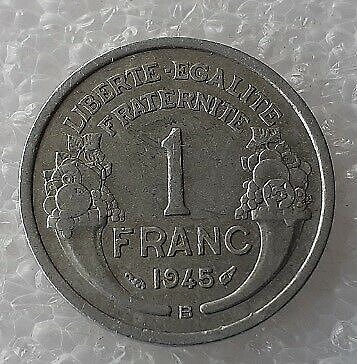 LIBERTE-EGALITE
FRATERNITE
1
FRANC
1945
B